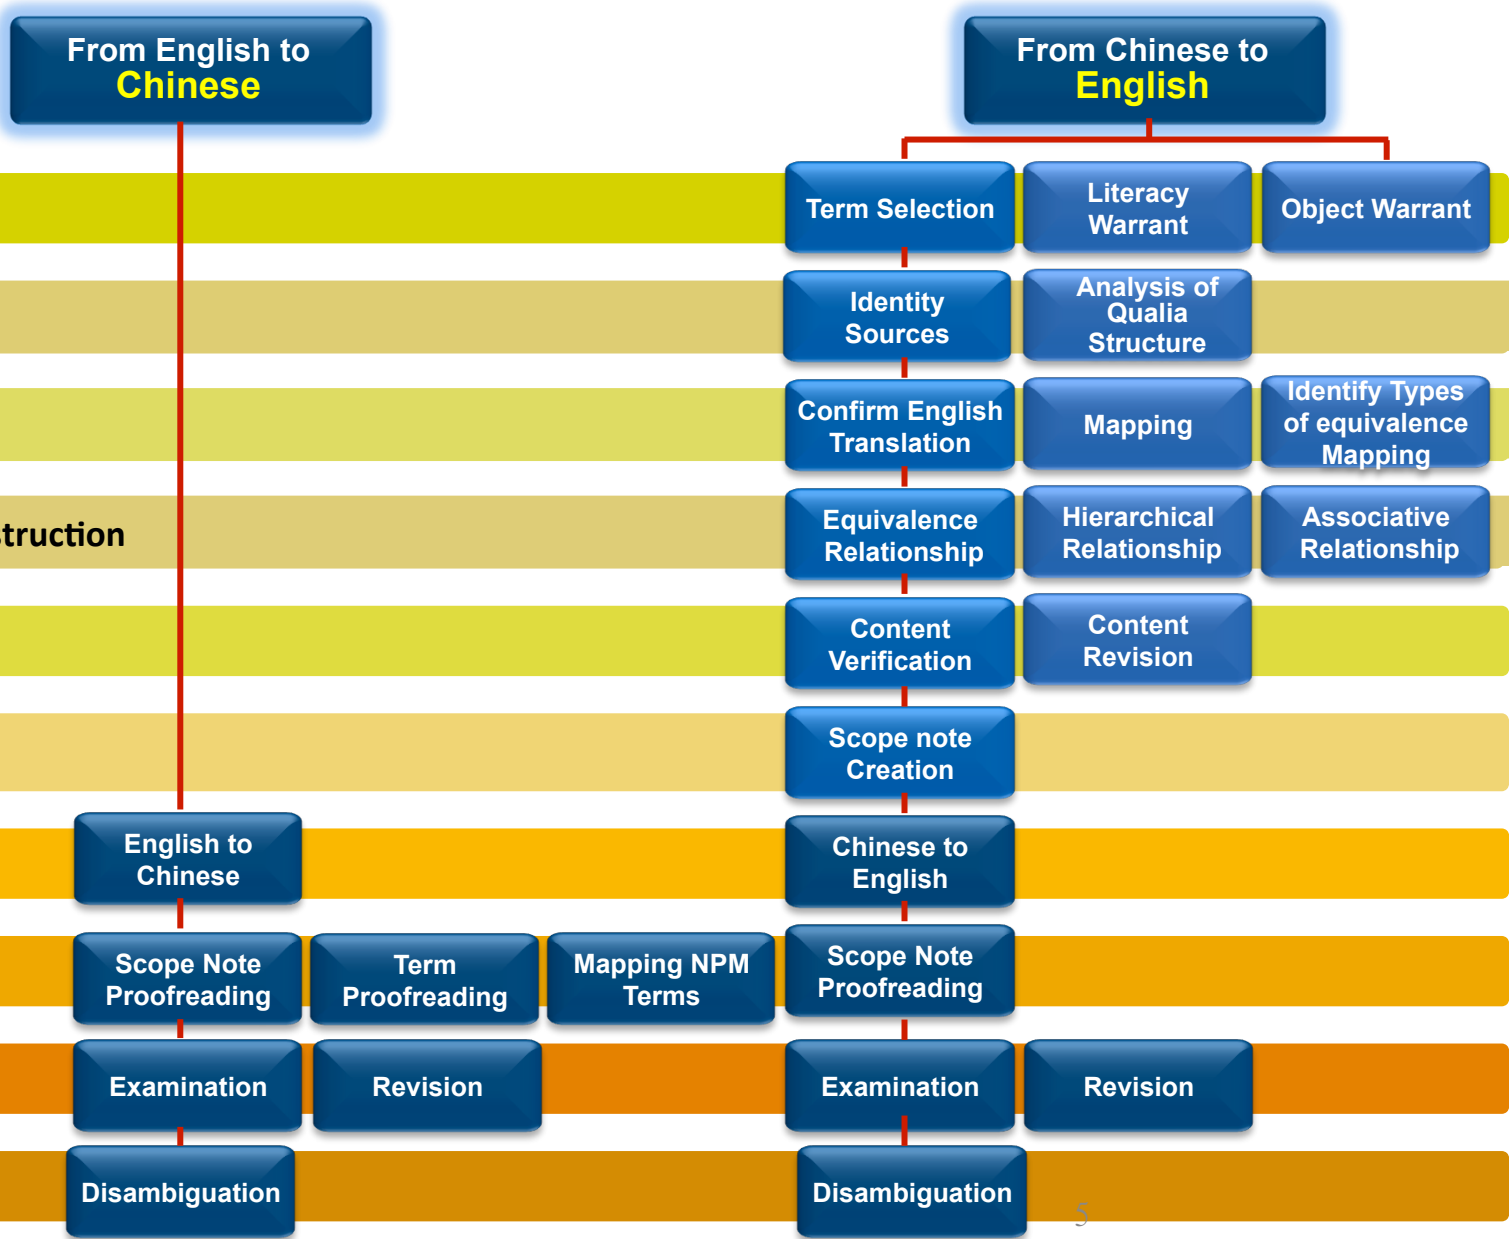 From English to
Chinese
From Chinese to
English
Term Selection
Literacy
Warrant
Object Warrant
Identity
Sources
Analysis of
Qualia
Structure
Confirm English
Translation
Mapping
Identify Types
of equivalence
Mapping
struction
Equivalence
Relationship
Hierarchical
Relationship
Associative
Relationship
Content
Verification
Content
Revision
Scope note
Creation
English to
Chinese
Chinese to
English
Scope Note
Proofreading
Term
Proofreading
Mapping NPM
Terms
Scope Note
Proofreading
Examination
Revision
Examination
Revision
Disambiguation
Disambiguation
5